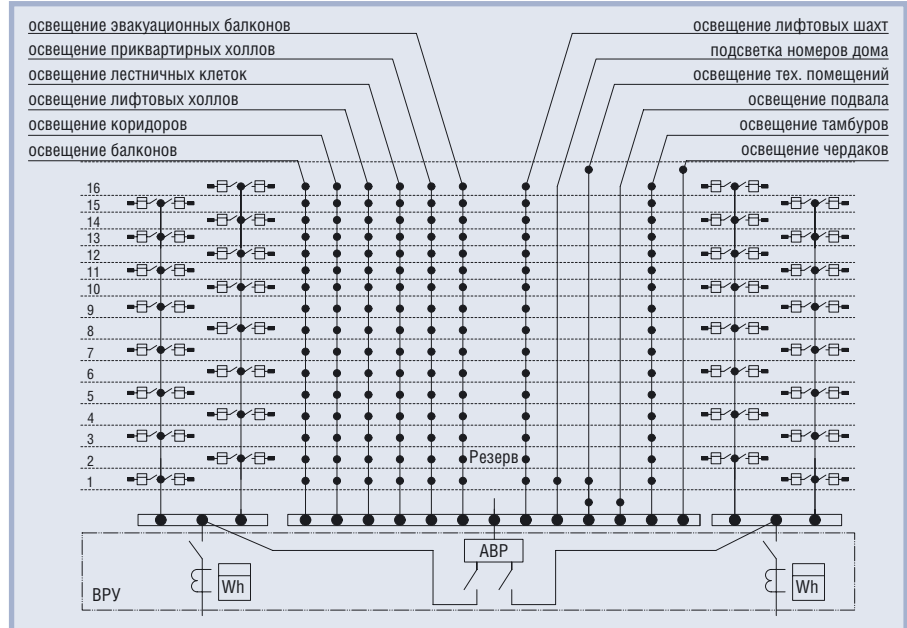 освещение эвакуационных балконов
освещение приквартирных холлов
освещение лестничных клеток
освещение лифтовых холлов
освещение коридоров
освещение балконов
освещение лифтовых шахт
подсветка номеров дома
освещение тех. помещений
освещение подвала
освещение тамбуров
освещение чердаков
16
15
14
13
12
11
10
9
8
7
6
5
4
3
2
1
Резерв
АВР
ВРУ
Wh
Wh